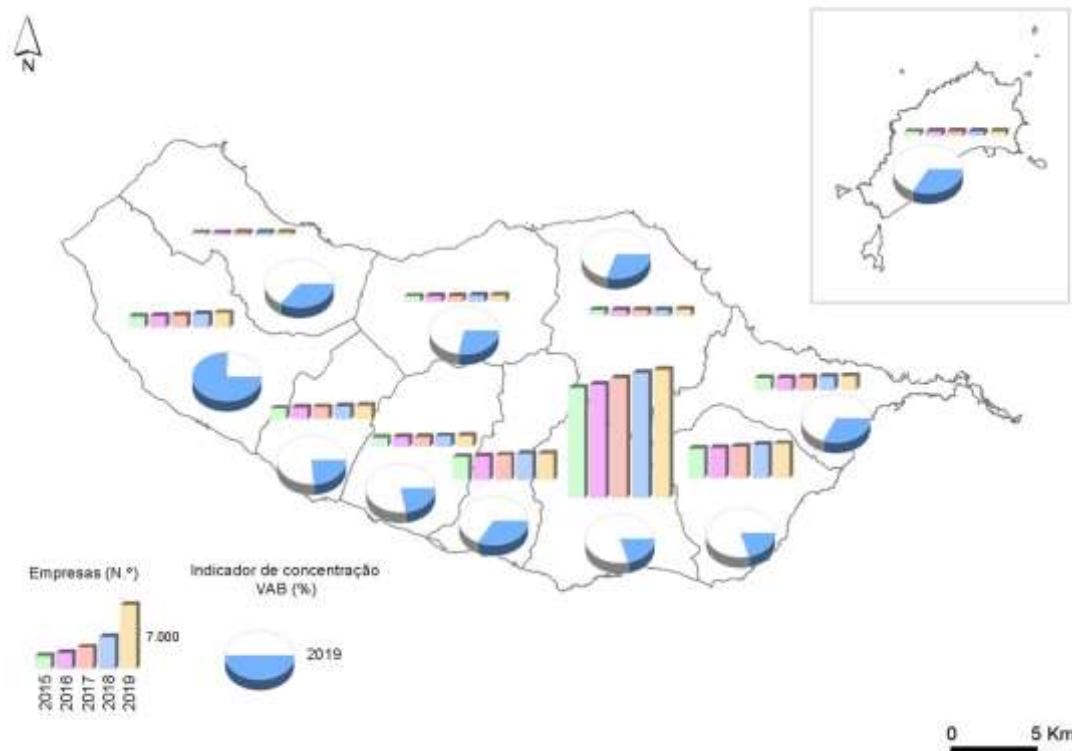 N
Empresas (N.º)
7.000
2015
2016
2017
2018
2019
Indicador de concentração
VAB (%)
2019
0 5 Km